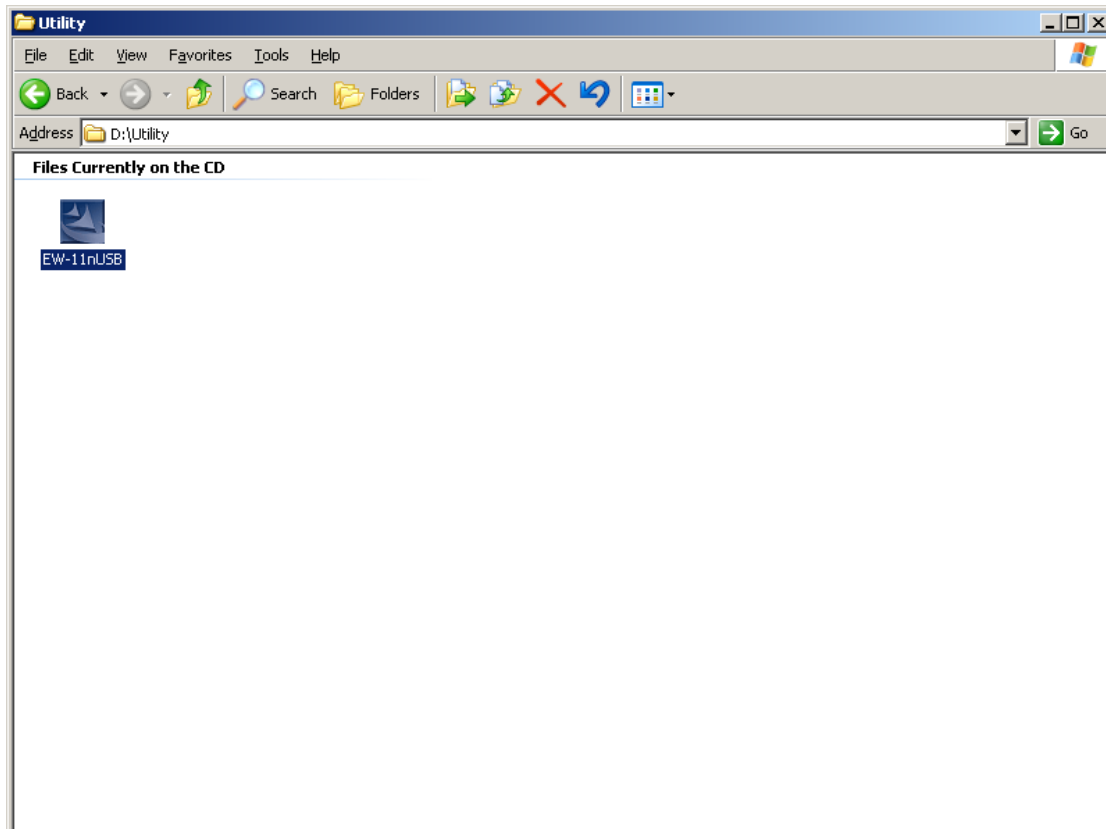 Utility
File Edit View Favorites Tools Help
Back Search Folders
Address D:\Utility Go
Files Currently on the CD
EW-11nUSB